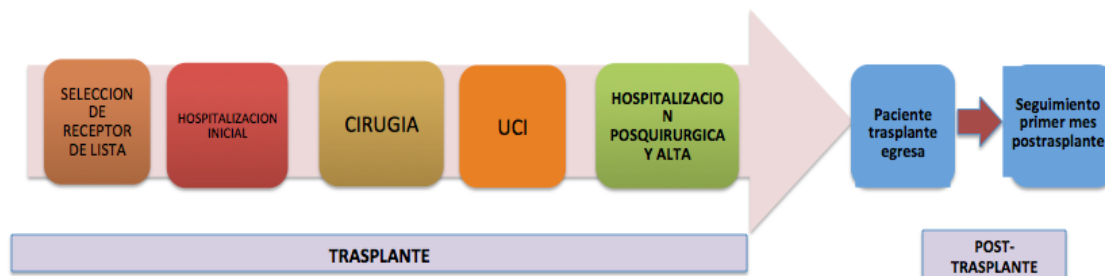 SELECCION
DE
RECEPTOR
DE LISTA
HOSPITALIZACION
INICIAL
CIRUGIA
UCI
HOSPITALIZACIO
N
POSQUIRURGICA
Y ALTA
Paciente
trasplante
egresa
Seguimiento
primer mes
postrasplante
TRASPLANTE
POST-
TRASPLANTE